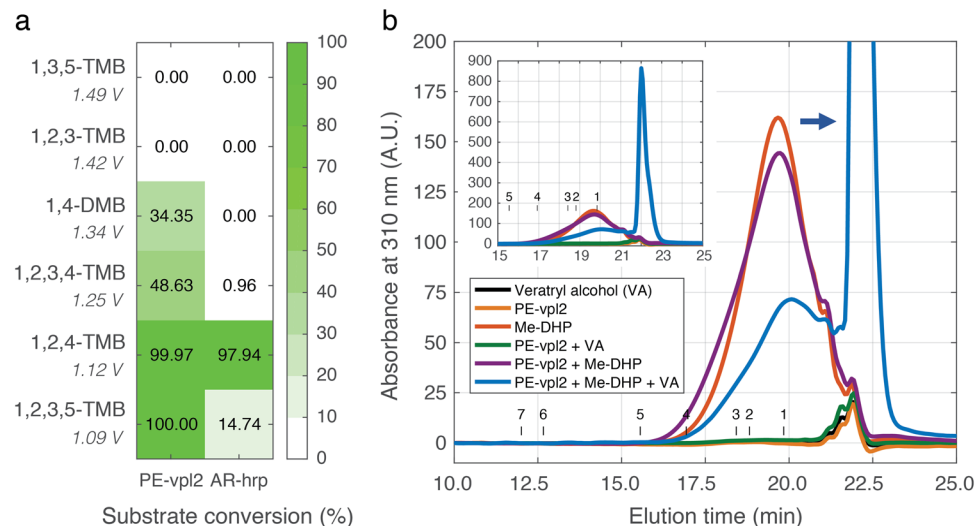 a
1,3,5-TMB
1.49 V
0.00 0.00
1,2,3-TMB
1.42 V
0.00 0.00
1,4-DMB
1.34 V
34.35 0.00
1,2,3,4-TMB
1.25 V
48.63 0.96
1,2,4-TMB
1.12 V
99.97 97.94
1,2,3,5-TMB
1.09 V
100.00 14.74
PE-vpl2 AR-hrp
Substrate conversion (%)
100
90
80
70
60
50
40
30
20
10
0
b
Absorbance at 310 nm (A.U.)
200
175
150
125
100
75
50
25
0
900
800
700
600
500
400
300
200
100
0
5 4 3 2 1
15 17 19 21 23 25
Veratryl alcohol (VA)
PE-vpl2
Me-DHP
PE-vpl2 + VA
PE-vpl2 + Me-DHP
PE-vpl2 + Me-DHP + VA
7 6 5 4 3 2 1
10.0 12.5 15.0 17.5 20.0 22.5 25.0
Elution time (min)